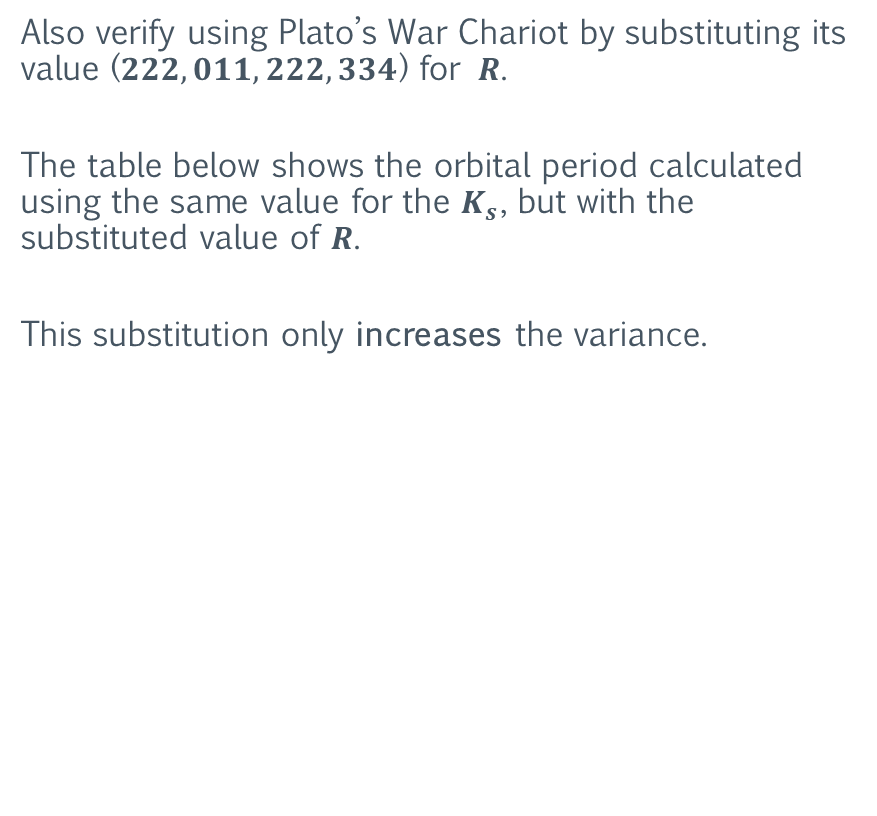 Also verify using Plato’s War Chariot by substituting its
value (222, 011, 222, 334) for R.
The table below shows the orbital period calculated
using the same value for the Kₛ, but with the
substituted value of R.
This substitution only increases the variance.